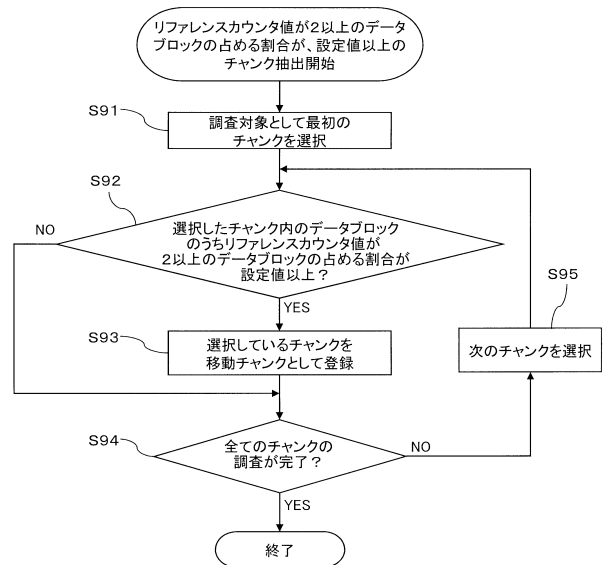 リファレンスカウンタ値が2以上のデータ
ブロックの占める割合が、設定値以上の
チャンク抽出開始
S91
調査対象として最初の
チャンクを選択
S92
NO
選択したチャンク内のデータブロック
のうちリファレンスカウンタ値が
2以上のデータブロックの占める割合が
設定値以上?
YES
S95
S93
選択しているチャンクを
移動チャンクとして登録
次のチャンクを選択
S94
全てのチャンクの
調査が完了?
NO
YES
終了